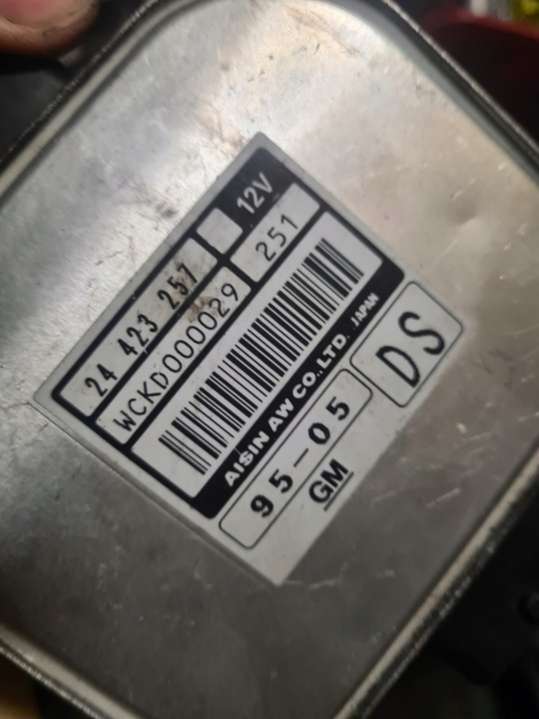 24 423 257 12V
WCKD000029 251
AISIN AW CO.,LTD. JAPAN
95-05 DS
GM